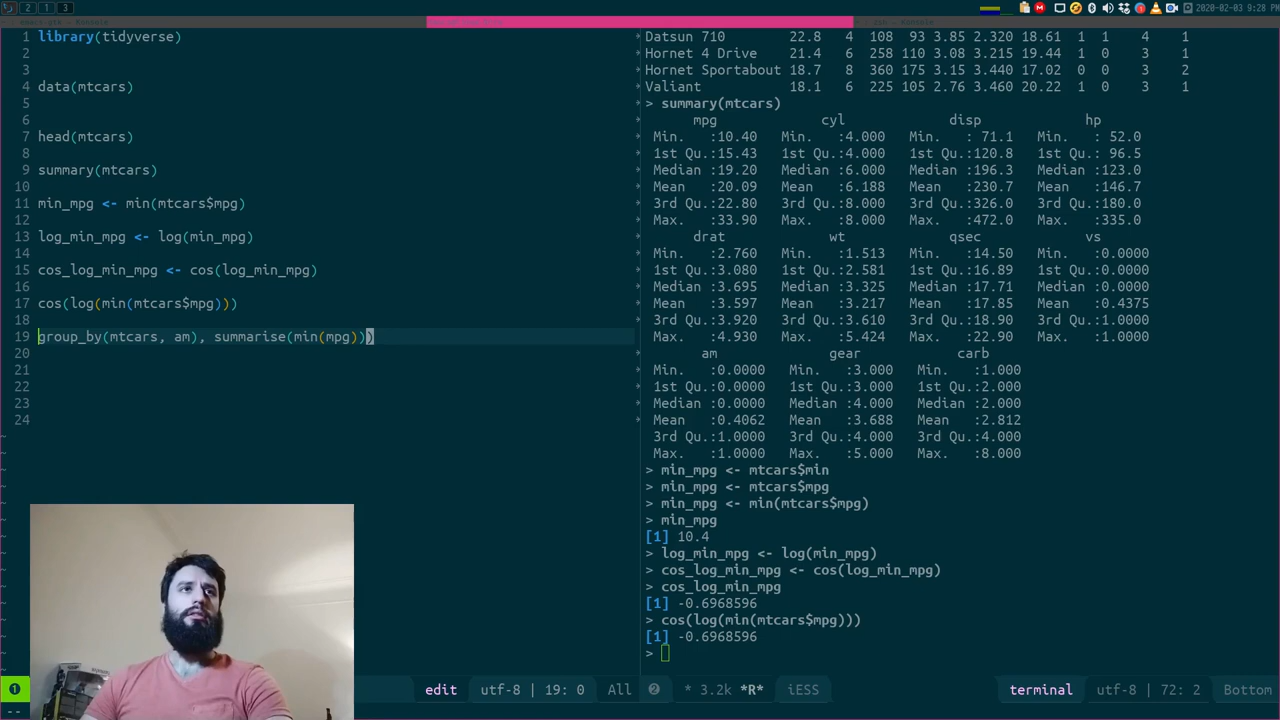 2 1 3
2020-02-03 9:28 PM
1 library(tidyverse)
2
3
4 data(mtcars)
5
6
7 head(mtcars)
8
9 summary(mtcars)
10
11 min_mpg <- min(mtcars$mpg)
12
13 log_min_mpg <- log(min_mpg)
14
15 cos_log_min_mpg <- cos(log_min_mpg)
16
17 cos(log(min(mtcars$mpg)))
18
19 group_by(mtcars, am), summarise(min(mpg)))
20
21
22
23
24
Datsun 710 22.8 4 108 93 3.85 2.320 18.61 1 1 4 1
Hornet 4 Drive 21.4 6 258 110 3.08 3.215 19.44 1 0 3 1
Hornet Sportabout 18.7 8 360 175 3.15 3.440 17.02 0 0 3 2
Valiant 18.1 6 225 105 2.76 3.460 20.22 1 0 3 1
> summary(mtcars)
mpg cyl disp hp
Min. :10.40 Min. :4.000 Min. : 71.1 Min. : 52.0
1st Qu.:15.43 1st Qu.:4.000 1st Qu.:120.8 1st Qu.: 96.5
Median :19.20 Median :6.000 Median :196.3 Median :123.0
Mean :20.09 Mean :6.188 Mean :230.7 Mean :146.7
3rd Qu.:22.80 3rd Qu.:8.000 3rd Qu.:326.0 3rd Qu.:180.0
Max. :33.90 Max. :8.000 Max. :472.0 Max. :335.0
drat wt qsec vs
Min. :2.760 Min. :1.513 Min. :14.50 Min. :0.0000
1st Qu.:3.080 1st Qu.:2.581 1st Qu.:16.89 1st Qu.:0.0000
Median :3.695 Median :3.325 Median :17.71 Median :0.0000
Mean :3.597 Mean :3.217 Mean :17.85 Mean :0.4375
3rd Qu.:3.920 3rd Qu.:3.610 3rd Qu.:18.90 3rd Qu.:1.0000
Max. :4.930 Max. :5.424 Max. :22.90 Max. :1.0000
am gear carb
Min. :0.0000 Min. :3.000 Min. :1.000
1st Qu.:0.0000 1st Qu.:3.000 1st Qu.:2.000
Median :0.0000 Median :4.000 Median :2.000
Mean :0.4062 Mean :3.688 Mean :2.812
3rd Qu.:1.0000 3rd Qu.:4.000 3rd Qu.:4.000
Max. :1.0000 Max. :5.000 Max. :8.000
> min_mpg <- mtcars$min
> min_mpg <- mtcars$mpg
> min_mpg <- min(mtcars$mpg)
> min_mpg
[1] 10.4
> log_min_mpg <- log(min_mpg)
> cos_log_min_mpg <- cos(log_min_mpg)
> cos_log_min_mpg
[1] -0.6968596
> cos(log(min(mtcars$mpg)))
[1] -0.6968596
>
1 edit utf-8 | 19: 0 All 2 * 3.2k *R* iESS terminal utf-8 | 72: 2 Bottom
--